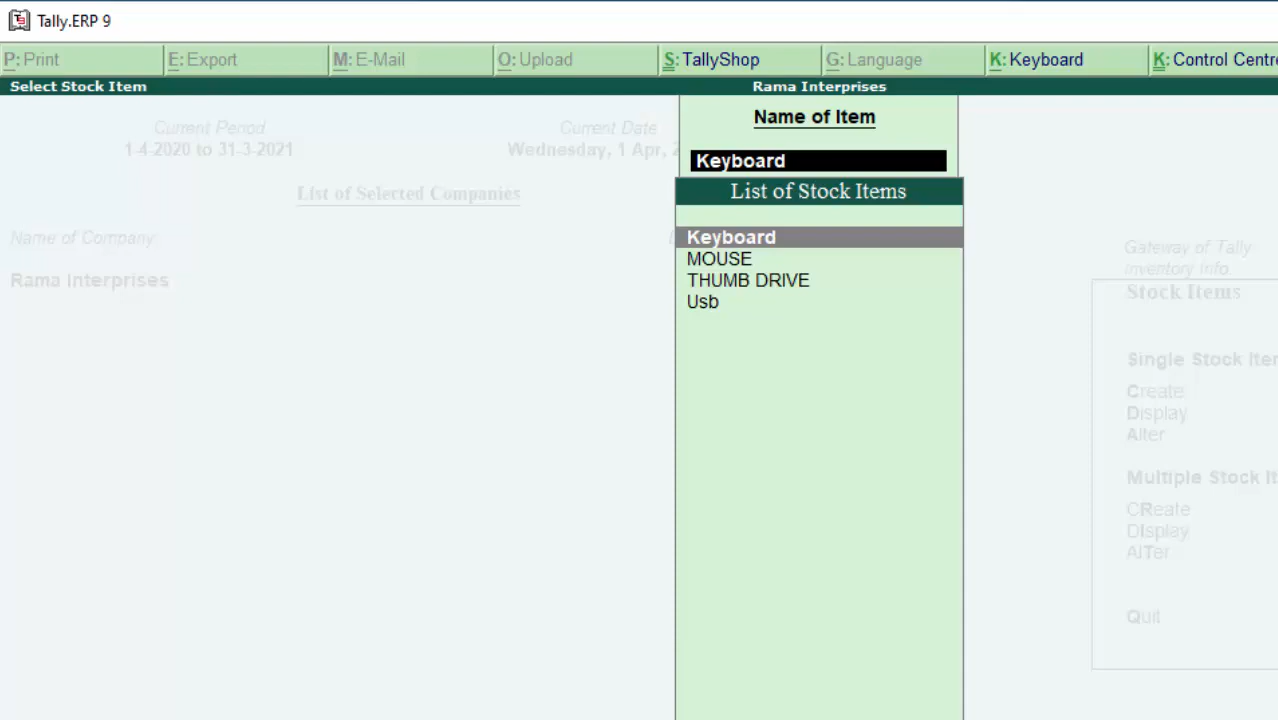 Tally.ERP 9
P: Print E: Export M: E-Mail O: Upload S: TallyShop G: Language K: Keyboard K: Control Centre
Select Stock Item Rama Interprises
Current Period Current Date
1-4-2020 to 31-3-2021 Wednesday, 1 Apr,
List of Selected Companies
Name of Company
Rama Interprises
Name of Item
Keyboard
List of Stock Items
Keyboard
MOUSE
THUMB DRIVE
Usb
Gateway of Tally
Inventory Info.
Stock Items
Single Stock Item
Create
Display
Alter
Multiple Stock
CReate
DIsplay
AlTer
Quit